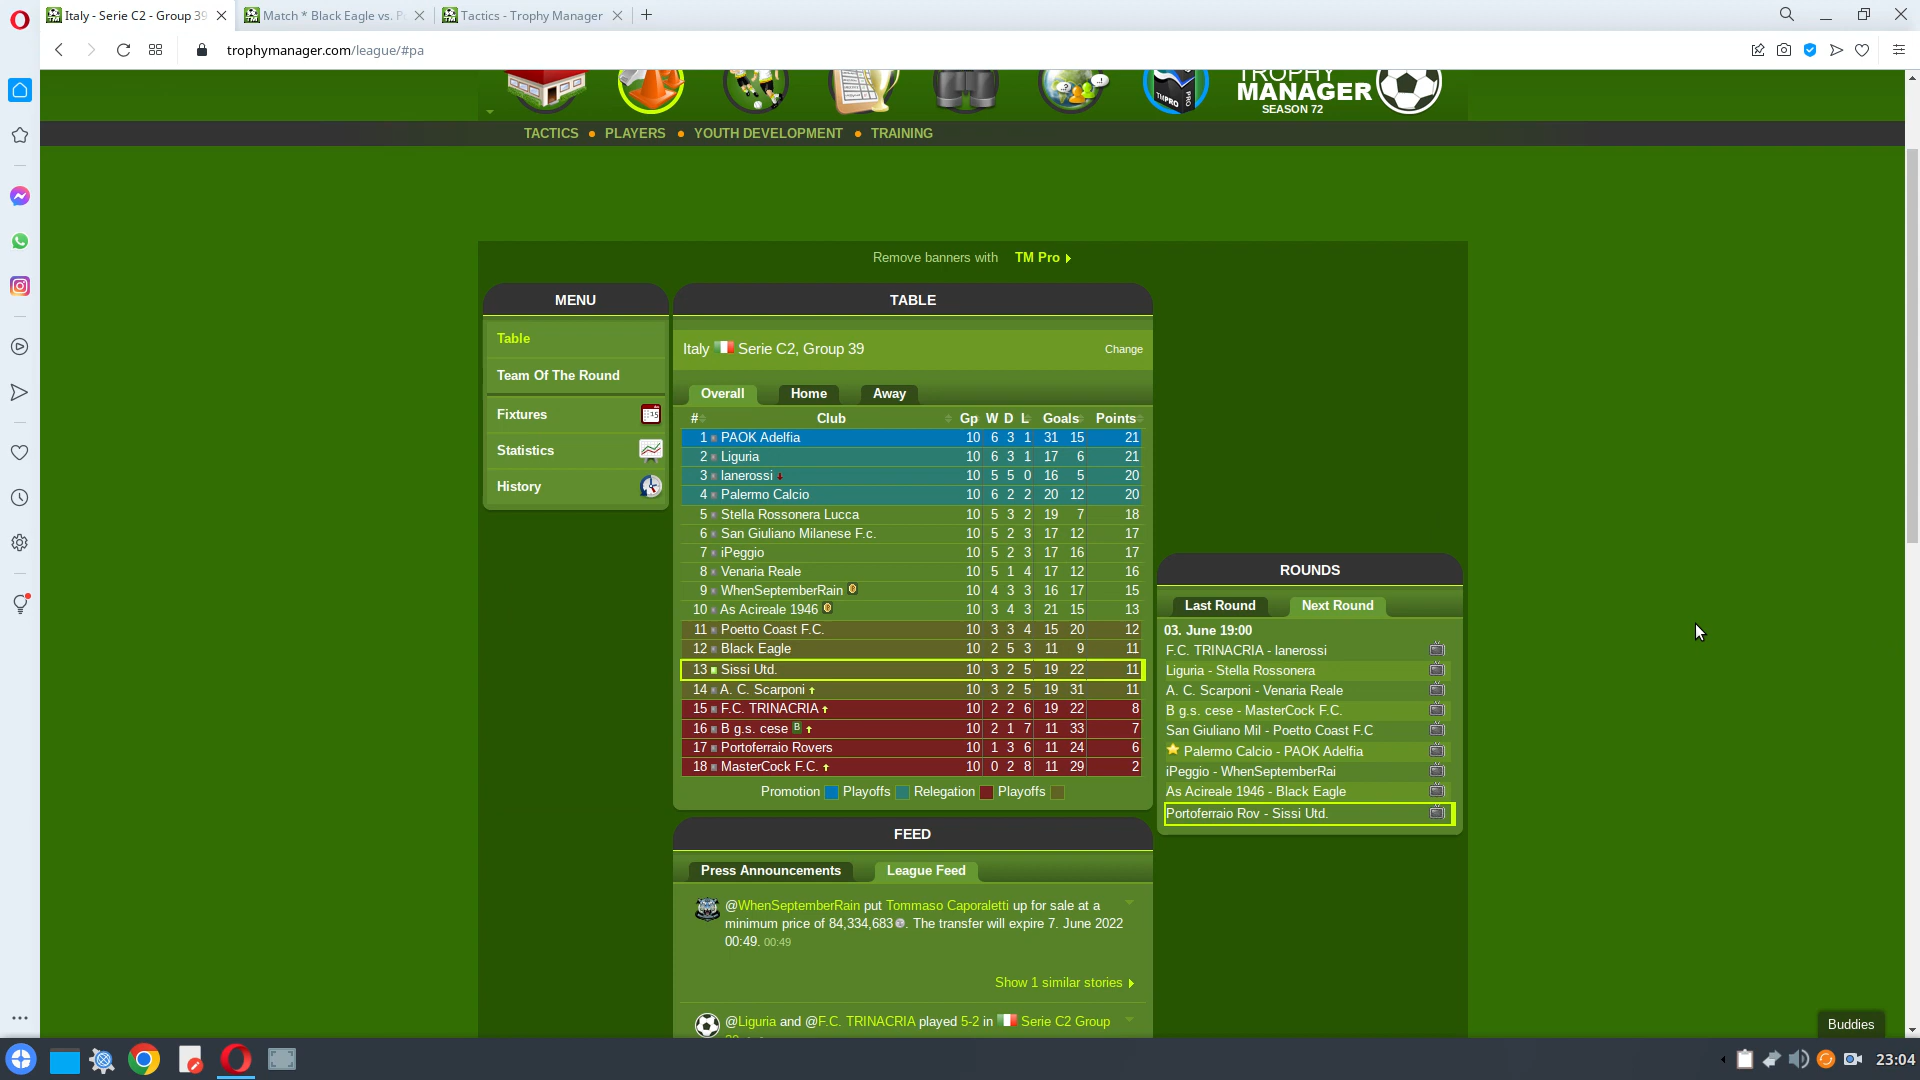 Italy - Serie C2 - Group 39
Match * Black Eagle vs. P
Tactics - Trophy Manager
trophymanager.com/league/#pa
TROPHY
MANAGER
SEASON 72
TACTICS • PLAYERS • YOUTH DEVELOPMENT • TRAINING
Remove banners with TM Pro
MENU
Table
Team Of The Round
Fixtures
Statistics
History
TABLE
Italy Serie C2, Group 39 Change
Overall Home Away
# Club Gp W D L Goals Points
1 PAOK Adelfia 10 6 3 1 31 15 21
2 Liguria 10 6 3 1 17 6 21
3 lanerossi 10 5 5 0 16 5 20
4 Palermo Calcio 10 6 2 2 20 12 20
5 Stella Rossonera Lucca 10 5 3 2 19 7 18
6 San Giuliano Milanese F.c. 10 5 2 3 17 12 17
7 iPeggio 10 5 2 3 17 16 17
8 Venaria Reale 10 5 1 4 17 12 16
9 WhenSeptemberRain 10 4 3 3 16 17 15
10 As Acireale 1946 10 3 4 3 21 15 13
11 Poetto Coast F.C. 10 3 3 4 15 20 12
12 Black Eagle 10 2 5 3 11 9 11
13 Sissi Utd. 10 3 2 5 19 22 11
14 A. C. Scarponi 10 3 2 5 19 31 11
15 F.C. TRINACRIA 10 2 2 6 19 22 8
16 B g.s. cese B 10 2 1 7 11 33 7
17 Portoferraio Rovers 10 1 3 6 11 24 6
18 MasterCock F.C. 10 0 2 8 11 29 2
Promotion Playoffs Relegation Playoffs
ROUNDS
Last Round Next Round
03. June 19:00
F.C. TRINACRIA - lanerossi
Liguria - Stella Rossonera
A. C. Scarponi - Venaria Reale
B g.s. cese - MasterCock F.C.
San Giuliano Mil - Poetto Coast F.C
Palermo Calcio - PAOK Adelfia
iPeggio - WhenSeptemberRai
As Acireale 1946 - Black Eagle
Portoferraio Rov - Sissi Utd.
FEED
Press Announcements League Feed
@WhenSeptemberRain put Tommaso Caporaletti up for sale at a
minimum price of 84,334,683. The transfer will expire 7. June 2022
00:49. 00:49
Show 1 similar stories
@Liguria and @F.C. TRINACRIA played 5-2 in Serie C2 Group
Buddies
23:04